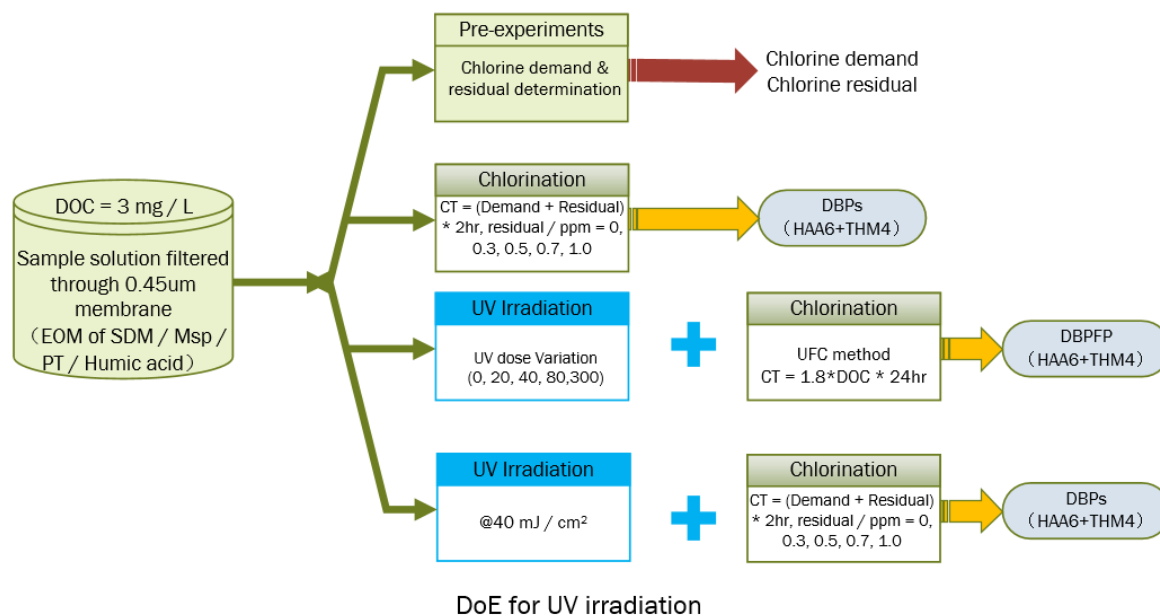 DOC = 3 mg / L
Sample solution filtered
through 0.45um
membrane
（EOM of SDM / Msp /
PT / Humic acid）
Pre-experiments
Chlorine demand &
residual determination
Chlorine demand
Chlorine residual
Chlorination
CT = (Demand + Residual)
* 2hr, residual / ppm = 0,
0.3, 0.5, 0.7, 1.0
DBPs
（HAA6+THM4）
UV Irradiation
UV dose Variation
(0, 20, 40, 80,300)
Chlorination
UFC method
CT = 1.8*DOC * 24hr
DBPFP
（HAA6+THM4）
UV Irradiation
@40 mJ / cm²
Chlorination
CT = (Demand + Residual)
* 2hr, residual / ppm = 0,
0.3, 0.5, 0.7, 1.0
DBPs
（HAA6+THM4）
DoE for UV irradiation